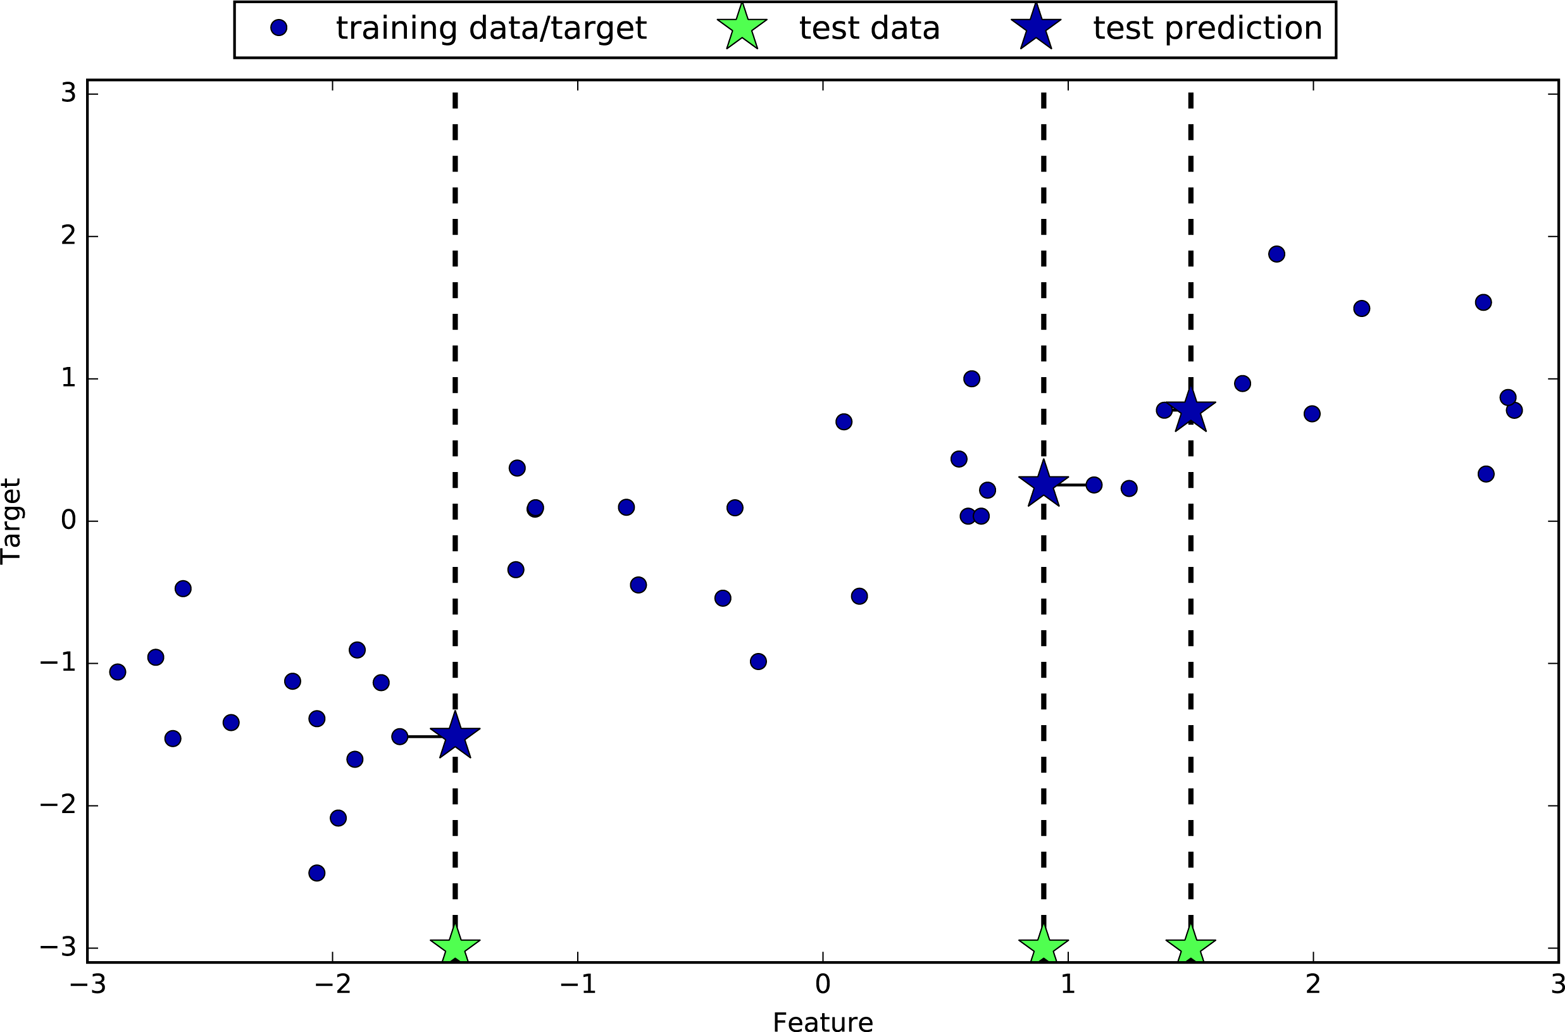 training data/target test data test prediction
3
2
1
0
−1
−2
−3
Target
−3 −2 −1 0 1 2 3
Feature